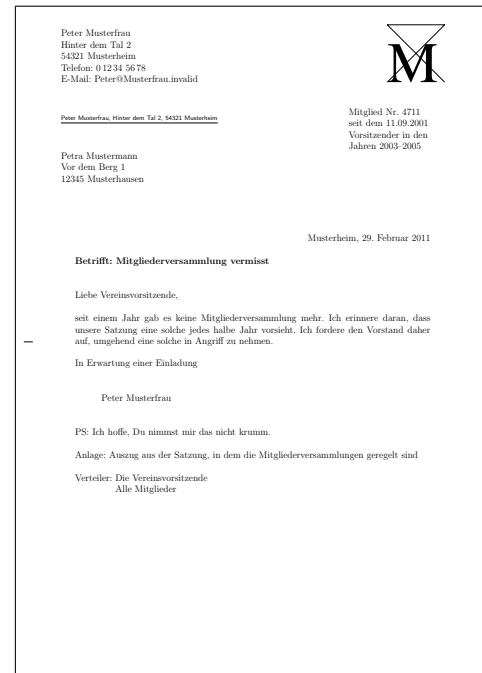 Peter Musterfrau
Hinter dem Tal 2
54321 Musterheim
Telefon: 0 12 34 56 78
E-Mail: Peter@Musterfrau.invalid
M
Peter Musterfrau, Hinter dem Tal 2, 54321 Musterheim
Mitglied Nr. 4711
seit dem 11.09.2001
Vorsitzender in den
Jahren 2003–2005
Petra Mustermann
Vor dem Berg 1
12345 Musterhausen
Musterheim, 29. Februar 2011
Betrifft: Mitgliederversammlung vermisst
Liebe Vereinsvorsitzende,
seit einem Jahr gab es keine Mitgliederversammlung mehr. Ich erinnere daran, dass
unsere Satzung eine solche jedes halbe Jahr vorsieht. Ich fordere den Vorstand daher
auf, umgehend eine solche in Angriff zu nehmen.
In Erwartung einer Einladung
Peter Musterfrau
PS: Ich hoffe, Du nimmst mir das nicht krumm.
Anlage: Auszug aus der Satzung, in dem die Mitgliederversammlungen geregelt sind
Verteiler: Die Vereinsvorsitzende
Alle Mitglieder